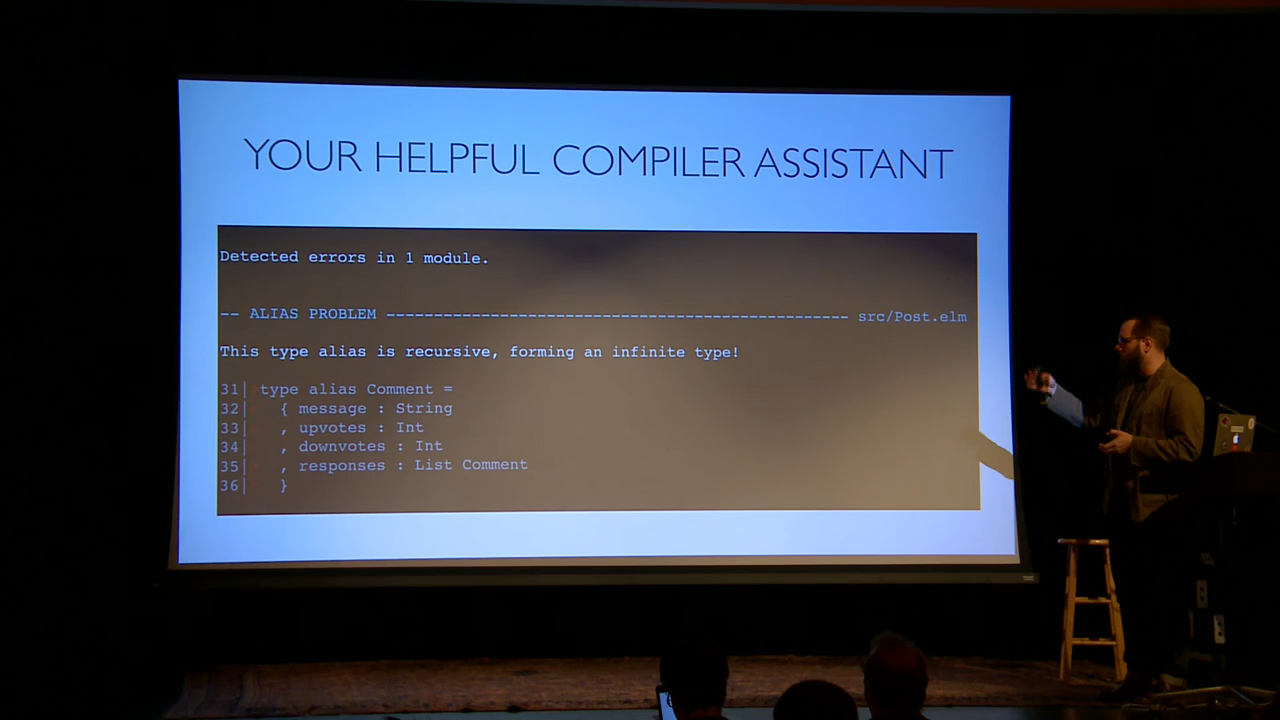 YOUR HELPFUL COMPILER ASSISTANT
Detected errors in 1 module.
-- ALIAS PROBLEM ----------------------------------------------- src/Post.elm
This type alias is recursive, forming an infinite type!
31| type alias Comment =
32|   { message : String
33|   , upvotes : Int
34|   , downvotes : Int
35|   , responses : List Comment
36|   }